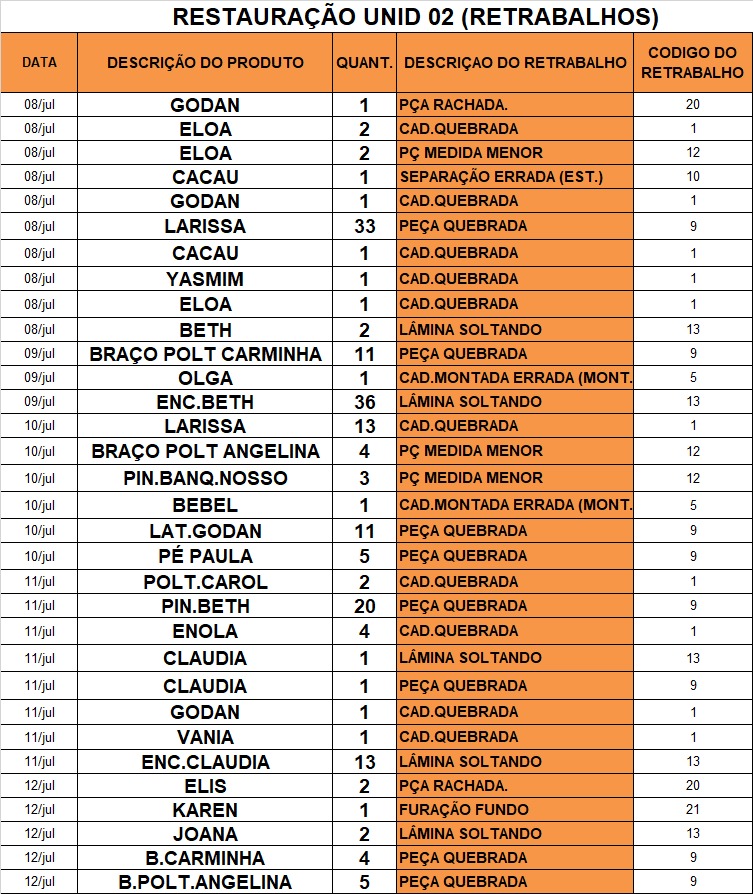 RESTAURAÇÃO UNID 02 (RETRABALHOS)
DATA DESCRIÇÃO DO PRODUTO QUANT. DESCRIÇAO DO RETRABALHO CODIGO DO RETRABALHO
08/jul GODAN 1 PÇA RACHADA. 20
08/jul ELOA 2 CAD.QUEBRADA 1
08/jul ELOA 2 PÇ MEDIDA MENOR 12
08/jul CACAU 1 SEPARAÇÃO ERRADA (EST.) 10
08/jul GODAN 1 CAD.QUEBRADA 1
08/jul LARISSA 33 PEÇA QUEBRADA 9
08/jul CACAU 1 CAD.QUEBRADA 1
08/jul YASMIM 1 CAD.QUEBRADA 1
08/jul ELOA 1 CAD.QUEBRADA 1
08/jul BETH 2 LÂMINA SOLTANDO 13
09/jul BRAÇO POLT CARMINHA 11 PEÇA QUEBRADA 9
09/jul OLGA 1 CAD.MONTADA ERRADA (MONT. 5
09/jul ENC.BETH 36 LÂMINA SOLTANDO 13
10/jul LARISSA 13 CAD.QUEBRADA 1
10/jul BRAÇO POLT ANGELINA 4 PÇ MEDIDA MENOR 12
10/jul PIN.BANQ.NOSSO 3 PÇ MEDIDA MENOR 12
10/jul BEBEL 1 CAD.MONTADA ERRADA (MONT. 5
10/jul LAT.GODAN 11 PEÇA QUEBRADA 9
10/jul PÉ PAULA 5 PEÇA QUEBRADA 9
11/jul POLT.CAROL 2 CAD.QUEBRADA 1
11/jul PIN.BETH 20 PEÇA QUEBRADA 9
11/jul ENOLA 4 CAD.QUEBRADA 1
11/jul CLAUDIA 1 LÂMINA SOLTANDO 13
11/jul CLAUDIA 1 PEÇA QUEBRADA 9
11/jul GODAN 1 CAD.QUEBRADA 1
11/jul VANIA 1 CAD.QUEBRADA 1
11/jul ENC.CLAUDIA 13 LÂMINA SOLTANDO 13
12/jul ELIS 2 PÇA RACHADA. 20
12/jul KAREN 1 FURAÇÃO FUNDO 21
12/jul JOANA 2 LÂMINA SOLTANDO 13
12/jul B.CARMINHA 4 PEÇA QUEBRADA 9
12/jul B.POLT.ANGELINA 5 PEÇA QUEBRADA 9